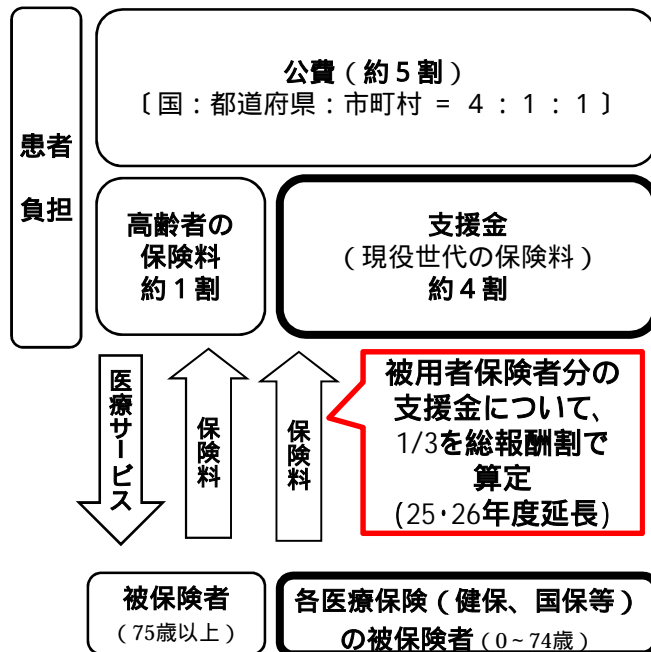 患者
負担
公費（約５割）
〔国：都道府県：市町村 = 4：1：1〕
高齢者の
保険料
約１割
支援金
（現役世代の保険料）
約４割
医療サービス
保険料
保険料
被用者保険者分の
支援金について、
1/3を総報酬割で
算定
(25・26年度延長)
被保険者
（75歳以上）
各医療保険（健保、国保等）
の被保険者（0~74歳）